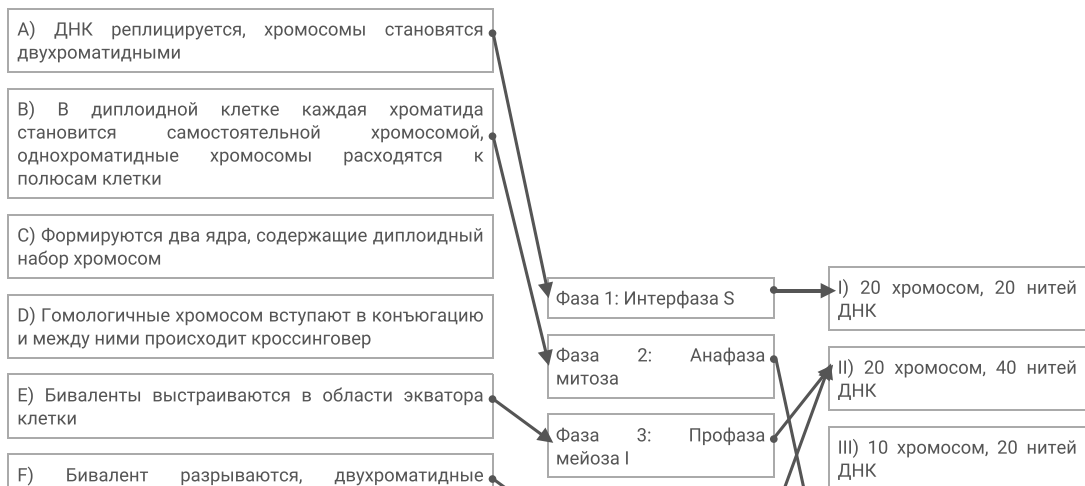 А) ДНК реплицируется, хромосомы становятся
двухроматидными
В) В диплоидной клетке каждая хроматида
становится самостоятельной хромосомой,
однохроматидные хромосомы расходятся к
полюсам клетки
С) Формируются два ядра, содержащие диплоидный
набор хромосом
D) Гомологичные хромосом вступают в конъюгацию
и между ними происходит кроссинговер
E) Биваленты выстраиваются в области экватора
клетки
F) Бивалент разрываются, двухроматидные
Фаза 1: Интерфаза S
Фаза 2: Анафаза
митоза
Фаза 3: Профаза
мейоза I
I) 20 хромосом, 20 нитей
ДНК
II) 20 хромосом, 40 нитей
ДНК
III) 10 хромосом, 20 нитей
ДНК